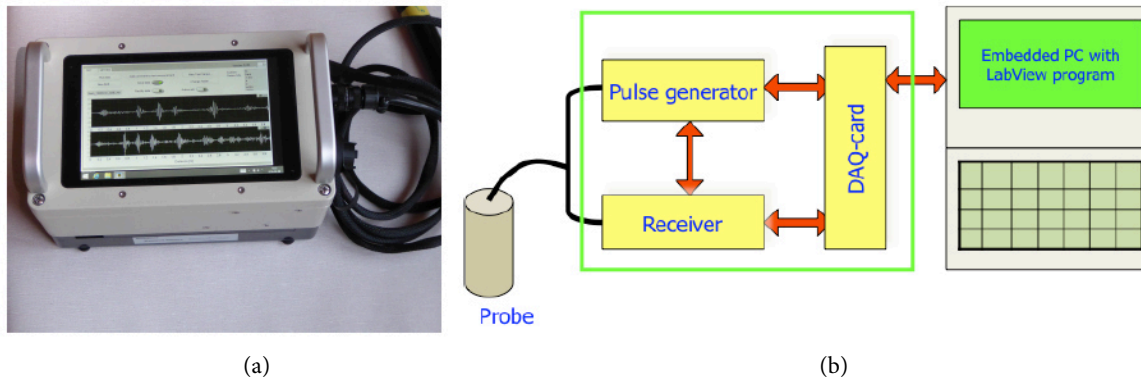 Pulse generator
Receiver
DAQ-card
Embedded PC with
LabView program
Probe
(a)
(b)